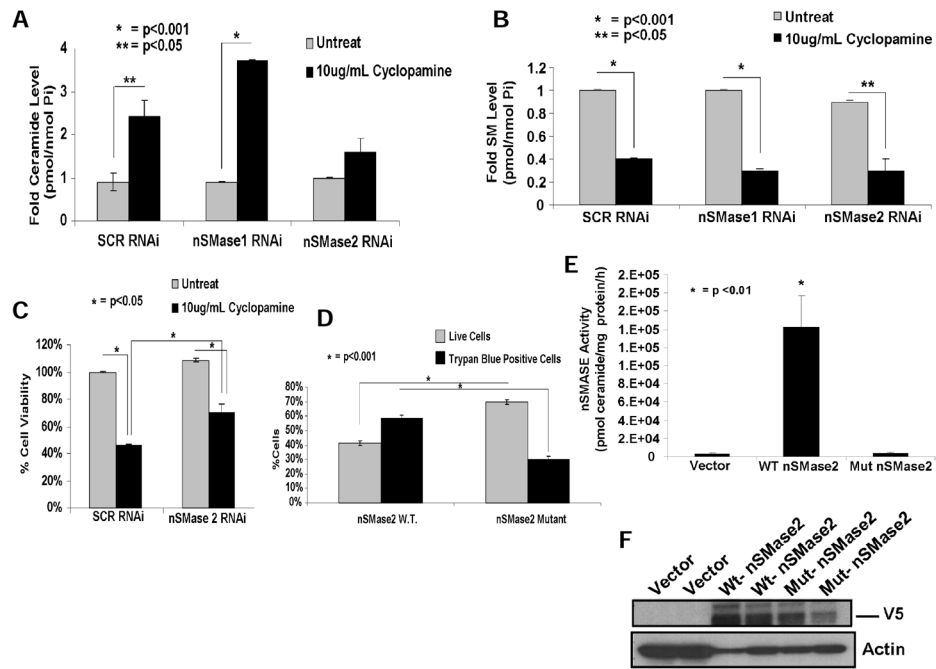 A
* = p<0.001
** = p<0.05
Untreat
10ug/mL Cyclopamine
Fold Ceramide Level
(pmol/nmol Pi)
4
3
2
1
0
**
*
SCR RNAi
nSMase1 RNAi
nSMase2 RNAi
B
* = p<0.001
** = p<0.05
Untreat
10ug/mL Cyclopamine
Fold SM Level
(pmol/nmol Pi)
1.2
1
0.8
0.6
0.4
0.2
0
*
*
**
SCR RNAi
nSMase1 RNAi
nSMase2 RNAi
C
Untreat
10ug/mL Cyclopamine
* = p<0.05
% Cell Viability
120%
100%
80%
60%
40%
20%
0%
*
*
*
SCR RNAi
nSMase 2 RNAi
D
Live Cells
Trypan Blue Positive Cells
* = p<0.001
%Cells
80%
70%
60%
50%
40%
30%
20%
10%
0%
*
*
nSMase2 W.T.
nSMase2 Mutant
E
* = p <0.01
nSMASE Activity
(pmol ceramide/mg protein/h)
2.E+05
2.E+05
1.E+05
1.E+05
1.E+05
8.E+04
6.E+04
4.E+04
2.E+04
0
*
Vector
WT nSMase2
Mut nSMase2
F
Vector
Vector
Wt- nSMase2
Wt- nSMase2
Mut- nSMase2
Mut- nSMase2
V5
Actin